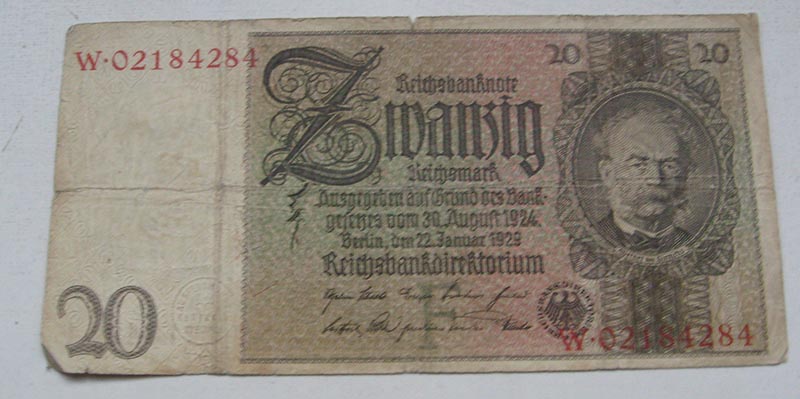 W·02184284
20
20
Reichsbanknote
Zwanzig
Reichsmark
Ausgegeben auf Grund des Bank-
gesetzes vom 30. August 1924.
Berlin, den 22. Januar 1929
Reichsbankdirektorium
20
W·02184284